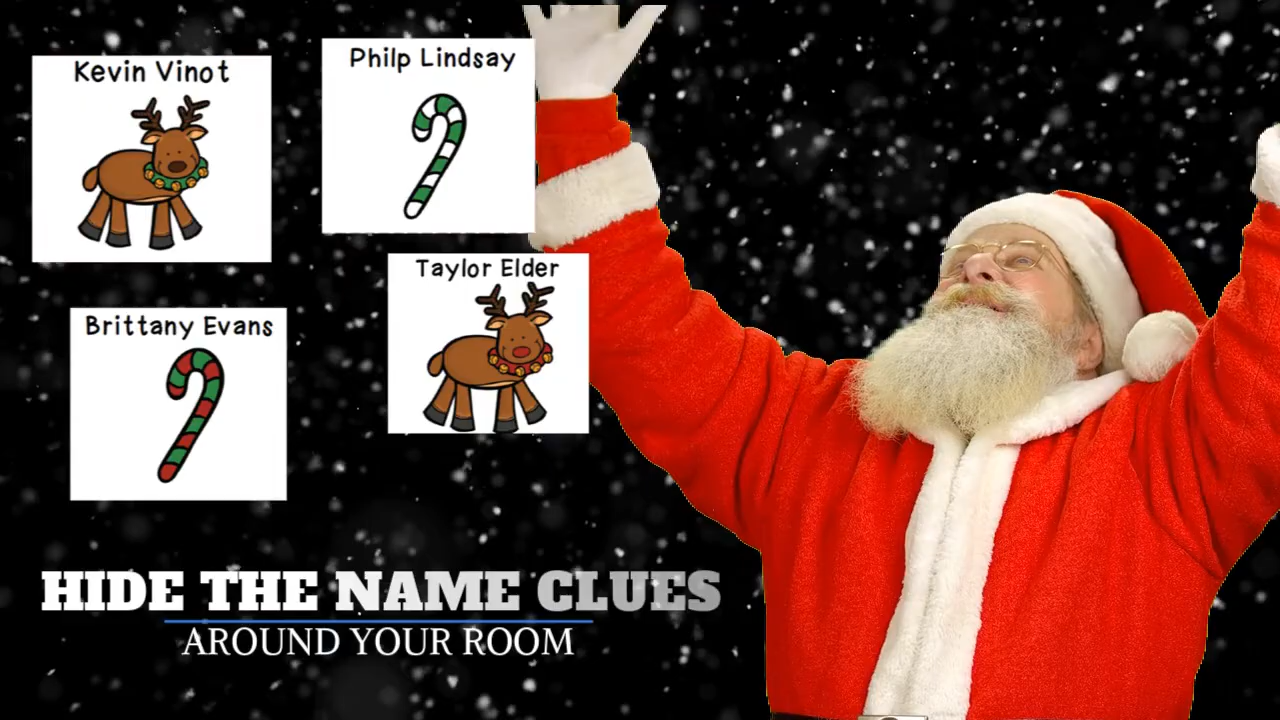 Kevin Vinot
Philp Lindsay
Brittany Evans
Taylor Elder
HIDE THE NAME CLUES
AROUND YOUR ROOM